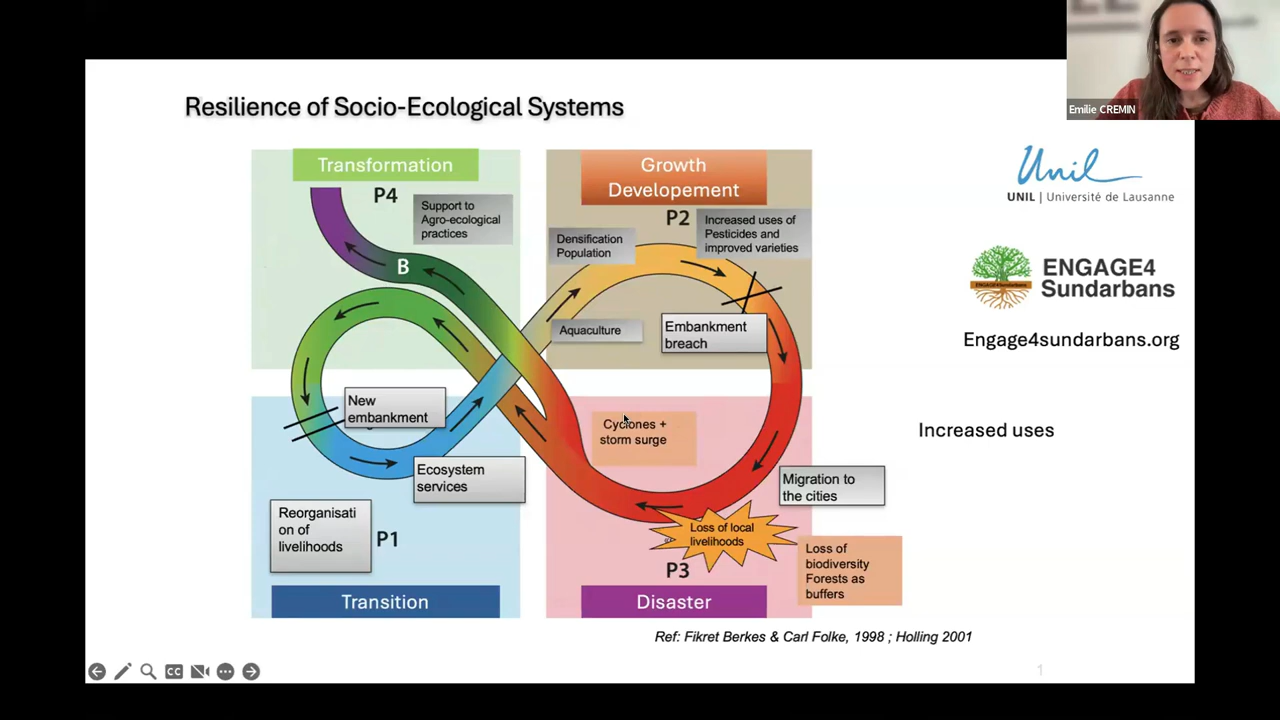 Emilie CREMIN
Resilience of Socio-Ecological Systems
Transformation
P4
Support to
Agro-ecological
practices
B
Growth
Developement
P2
Increased uses of
Pesticides and
improved varieties
Densification
Population
Aquaculture
Embankment
breach
New
embankment
Ecosystem
services
Reorganisati
on of
livelihoods
P1
Transition
Cyclones +
storm surge
Migration to
the cities
Loss of local
livelihoods
Loss of
biodiversity
Forests as
buffers
P3
Disaster
Ref: Fikret Berkes & Carl Folke, 1998 ; Holling 2001
Unil
UNIL | Université de Lausanne
ENGAGE4
Sundarbans
ENGAGE4Sundarbans
Engage4sundarbans.org
Increased uses
CC
1